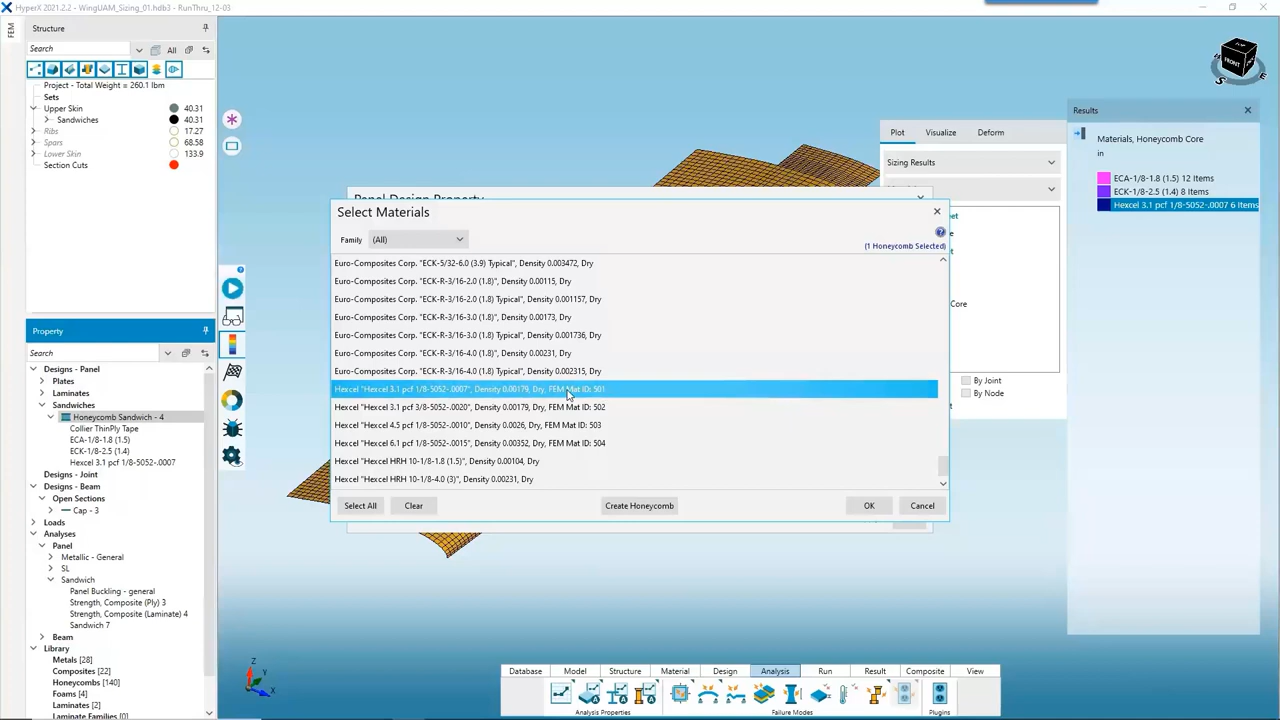 HyperX 2021.2.2 - WingUAM_Sizing_01.hdb3 - RunThru_12-03
FEM
Structure
Search
All
Project - Total Weight = 260.1 lbm
Sets
Upper Skin 40.31
Sandwiches 40.31
Ribs 17.27
Spars 68.58
Lower Skin 133.9
Section Cuts
Property
Search
Designs - Panel
Plates
Laminates
Sandwiches
Honeycomb Sandwich - 4
Collier ThinPly Tape
ECA-1/8-1.8 (1.5)
ECK-1/8-2.5 (1.4)
Hexcel 3.1 pcf 1/8-5052-.0007
Designs - Joint
Designs - Beam
Open Sections
Cap - 3
Loads
Analyses
Panel
Metallic - General
SL
Sandwich
Panel Buckling - general
Strength, Composite (Ply) 3
Strength, Composite (Laminate) 4
Sandwich 7
Beam
Library
Metals [28]
Composites [22]
Honeycombs [140]
Foams [4]
Laminates [2]
Laminate Families [0]
Panel Design Property
Select Materials
Family (All)
(1 Honeycomb Selected)
Euro-Composites Corp. "ECK-5/32-6.0 (3.9) Typical", Density 0.003472, Dry
Euro-Composites Corp. "ECK-R-3/16-2.0 (1.8)", Density 0.00115, Dry
Euro-Composites Corp. "ECK-R-3/16-2.0 (1.8) Typical", Density 0.001157, Dry
Euro-Composites Corp. "ECK-R-3/16-3.0 (1.8)", Density 0.00173, Dry
Euro-Composites Corp. "ECK-R-3/16-3.0 (1.8) Typical", Density 0.001736, Dry
Euro-Composites Corp. "ECK-R-3/16-4.0 (1.8)", Density 0.00231, Dry
Euro-Composites Corp. "ECK-R-3/16-4.0 (1.8) Typical", Density 0.002315, Dry
Hexcel "Hexcel 3.1 pcf 1/8-5052-.0007", Density 0.00179, Dry, FEM Mat ID: 501
Hexcel "Hexcel 3.1 pcf 3/8-5052-.0020", Density 0.00179, Dry, FEM Mat ID: 502
Hexcel "Hexcel 4.5 pcf 1/8-5052-.0010", Density 0.0026, Dry, FEM Mat ID: 503
Hexcel "Hexcel 6.1 pcf 1/8-5052-.0015", Density 0.00352, Dry, FEM Mat ID: 504
Hexcel "Hexcel HRH 10-1/8-1.8 (1.5)", Density 0.00104, Dry
Hexcel "Hexcel HRH 10-1/8-4.0 (3)", Density 0.00231, Dry
Select All
Clear
Create Honeycomb
OK
Cancel
Plot
Visualize
Deform
Sizing Results
Core
By Joint
By Node
Results
Materials, Honeycomb Core
in
ECA-1/8-1.8 (1.5) 12 Items
ECK-1/8-2.5 (1.4) 8 Items
Hexcel 3.1 pcf 1/8-5052-.0007 6 Items
FRONT
Z
Y
X
Database
Model
Structure
Material
Design
Analysis
Run
Result
Composite
View
Analysis Properties
Failure Modes
Plugins